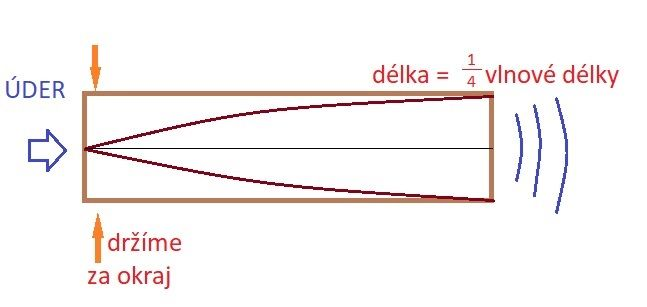 délka = 1/4 vlnové délky
ÚDER
držíme
za okraj